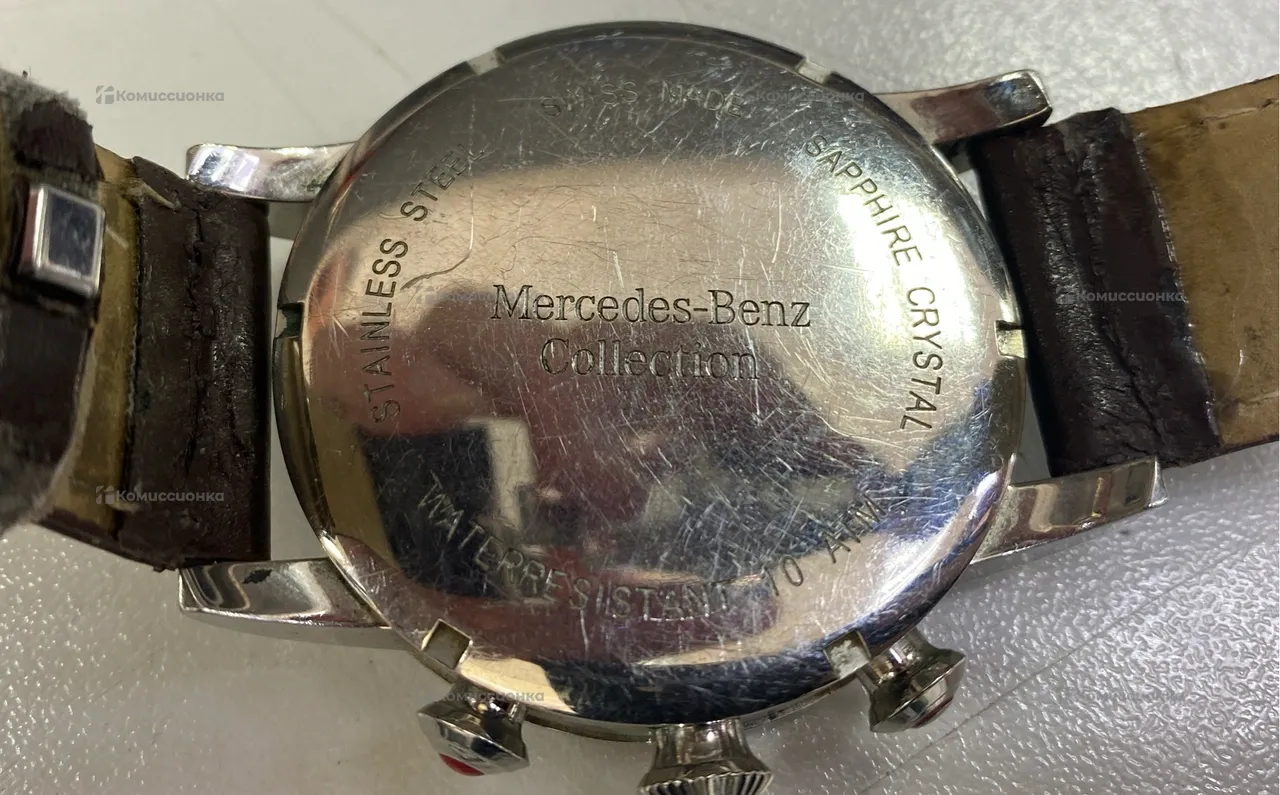 SWISS MADE
SAPPHIRE CRYSTAL
STAINLESS STEEL
Mercedes-Benz
Collection
WATERRESISTANT 10 ATM
Комиссионка
Комиссионка
Комиссионка
Комиссионка